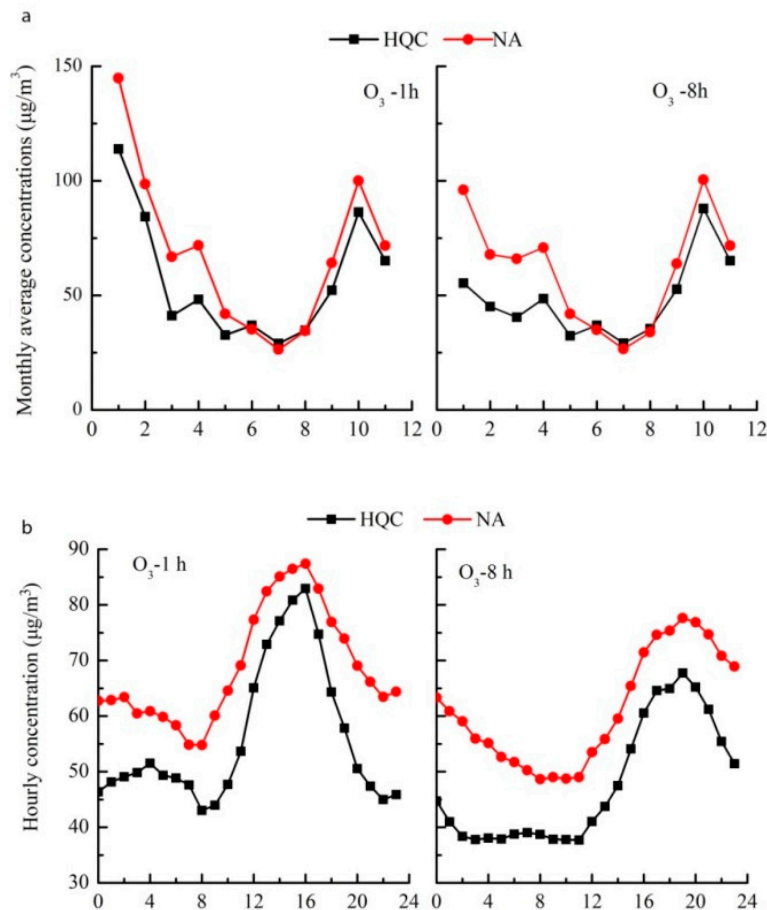 a
HQC NA
O3 -1h
O3 -8h
Monthly average concentrations (μg/m3)
150
100
50
0
0 2 4 6 8 10 12
0 2 4 6 8 10 12
b
HQC NA
O3-1 h
O3-8 h
Hourly concentration (μg/m3)
90
80
70
60
50
40
30
0 4 8 12 16 20 24
0 4 8 12 16 20 24